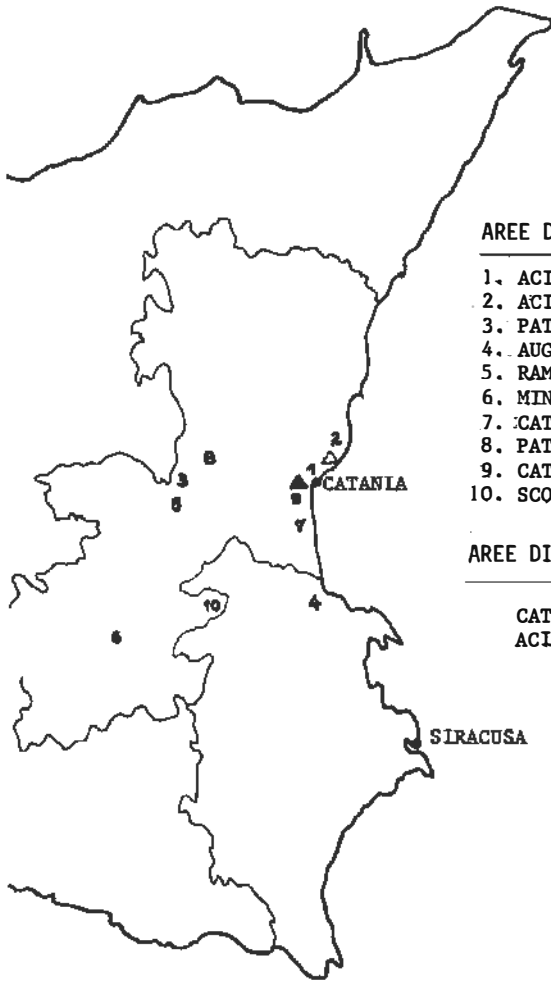 AREE D
1. ACI
2. ACI
3. PAT
4. AUG
5. RAM
6. MIN
7. CAT
8. PAT
9. CAT
10. SCO
AREE DI
CAT
ACI
2
8
1
3
CATANIA
5
9
7
10
4
6
SIRACUSA